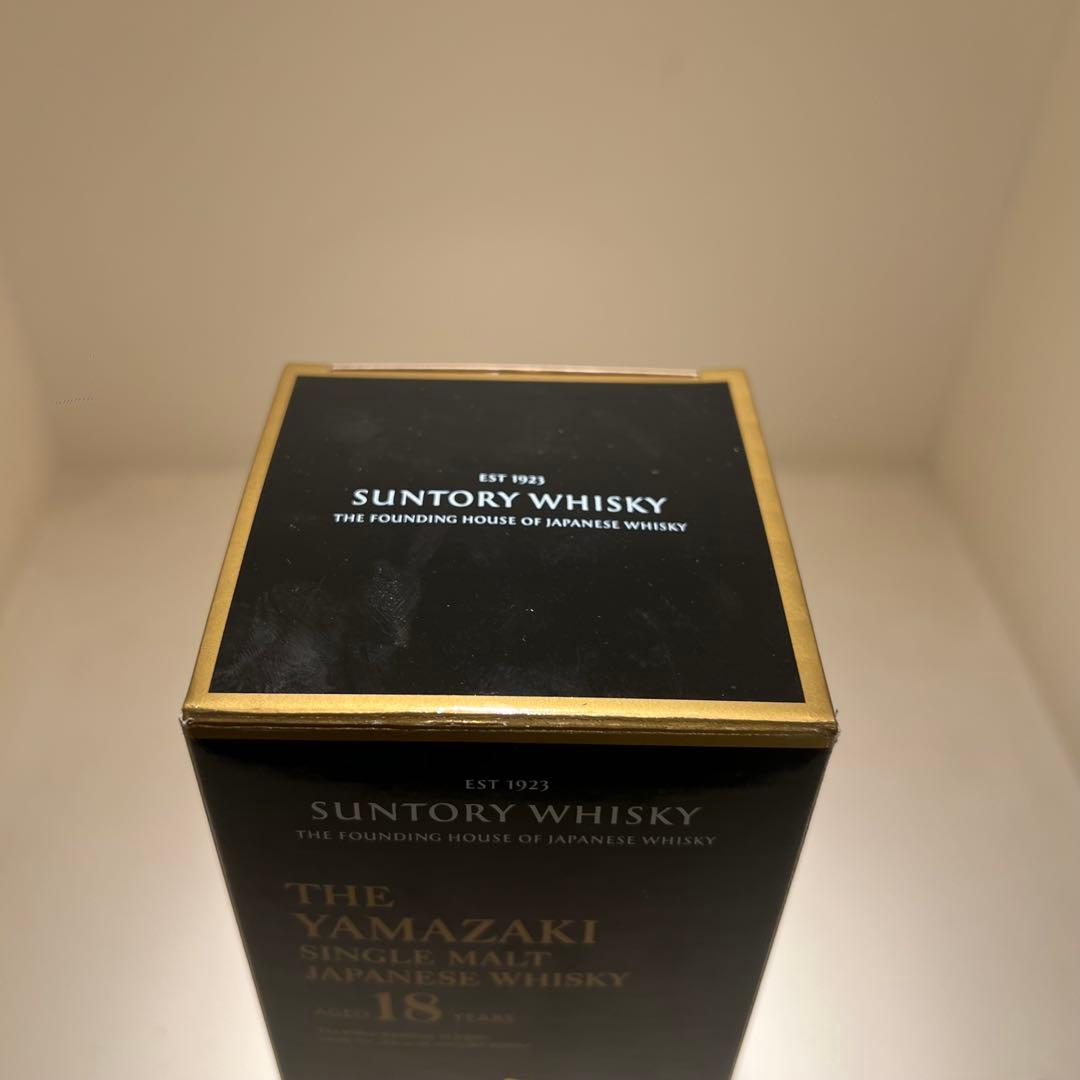 EST 1923
SUNTORY WHISKY
THE FOUNDING HOUSE OF JAPANESE WHISKY
EST 1923
SUNTORY WHISKY
THE FOUNDING HOUSE OF JAPANESE WHISKY
THE
YAMAZAKI
SINGLE MALT
JAPANESE WHISKY
AGED 18 YEARS